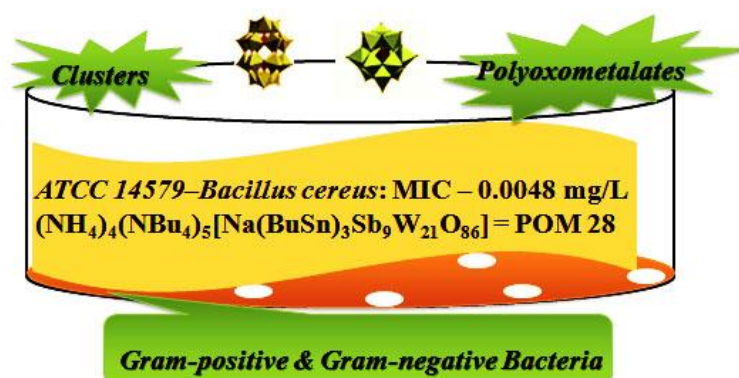 Clusters
Polyoxometalates
ATCC 14579–Bacillus cereus: MIC – 0.0048 mg/L
(NH₄)₄(NBu₄)₅[Na(BuSn)₃Sb₉W₂₁O₈₆] = POM 28
Gram-positive & Gram-negative Bacteria